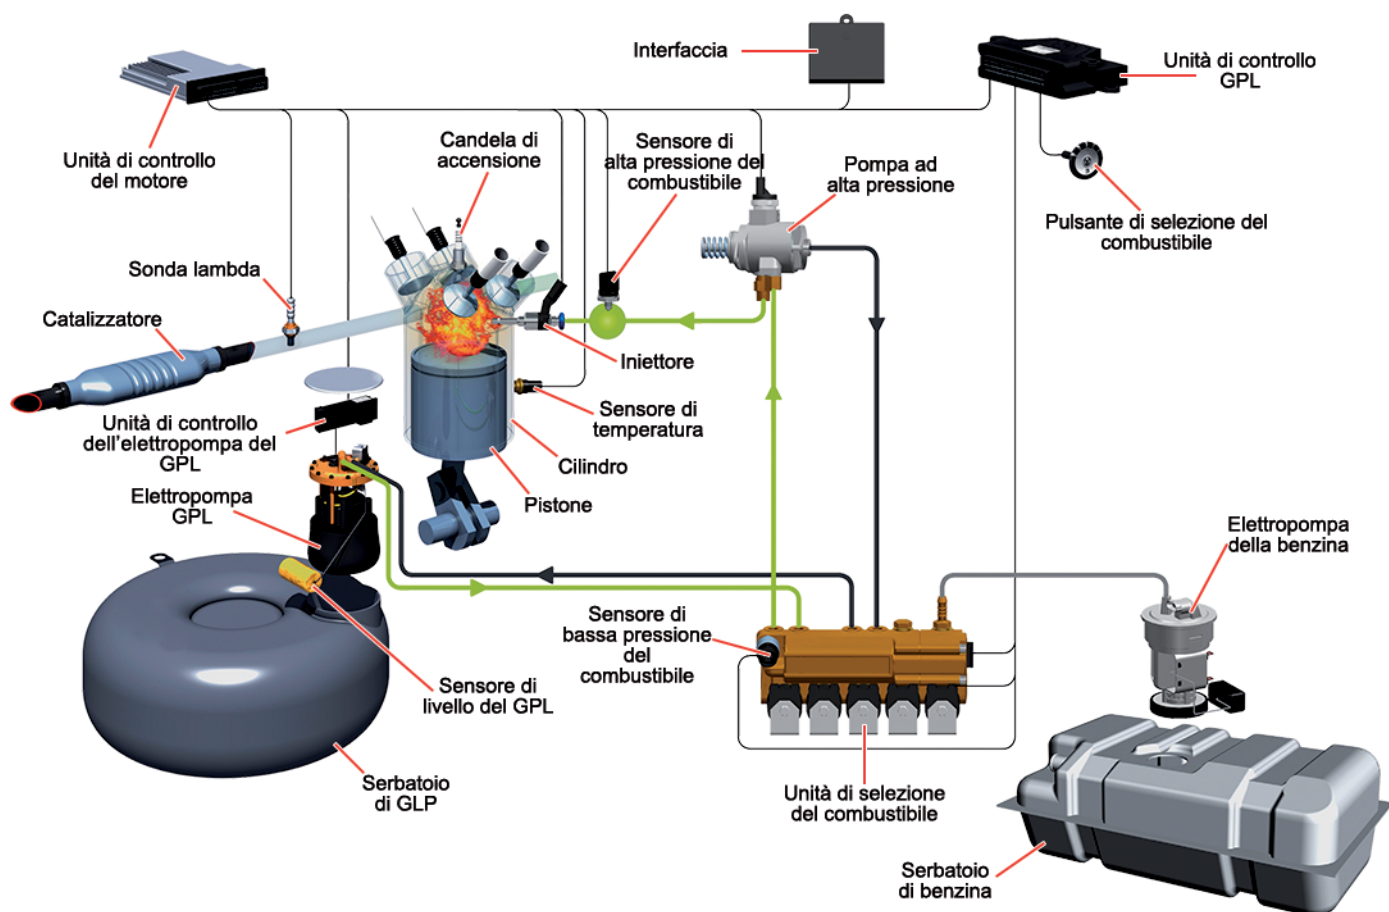 Interfaccia
Unità di controllo
GPL
Unità di controllo
del motore
Candela di
accensione
Sensore di
alta pressione del
combustibile
Pompa ad
alta pressione
Pulsante di selezione del
combustibile
Sonda lambda
Catalizzatore
Iniettore
Unità di controllo
dell'elettropompa del
GPL
Sensore di
temperatura
Cilindro
Pistone
Elettropompa
GPL
Elettropompa
della benzina
Sensore di
bassa pressione
del
combustibile
Sensore di
livello del GPL
Serbatoio
di GLP
Unità di selezione
del combustibile
Serbatoio
di benzina